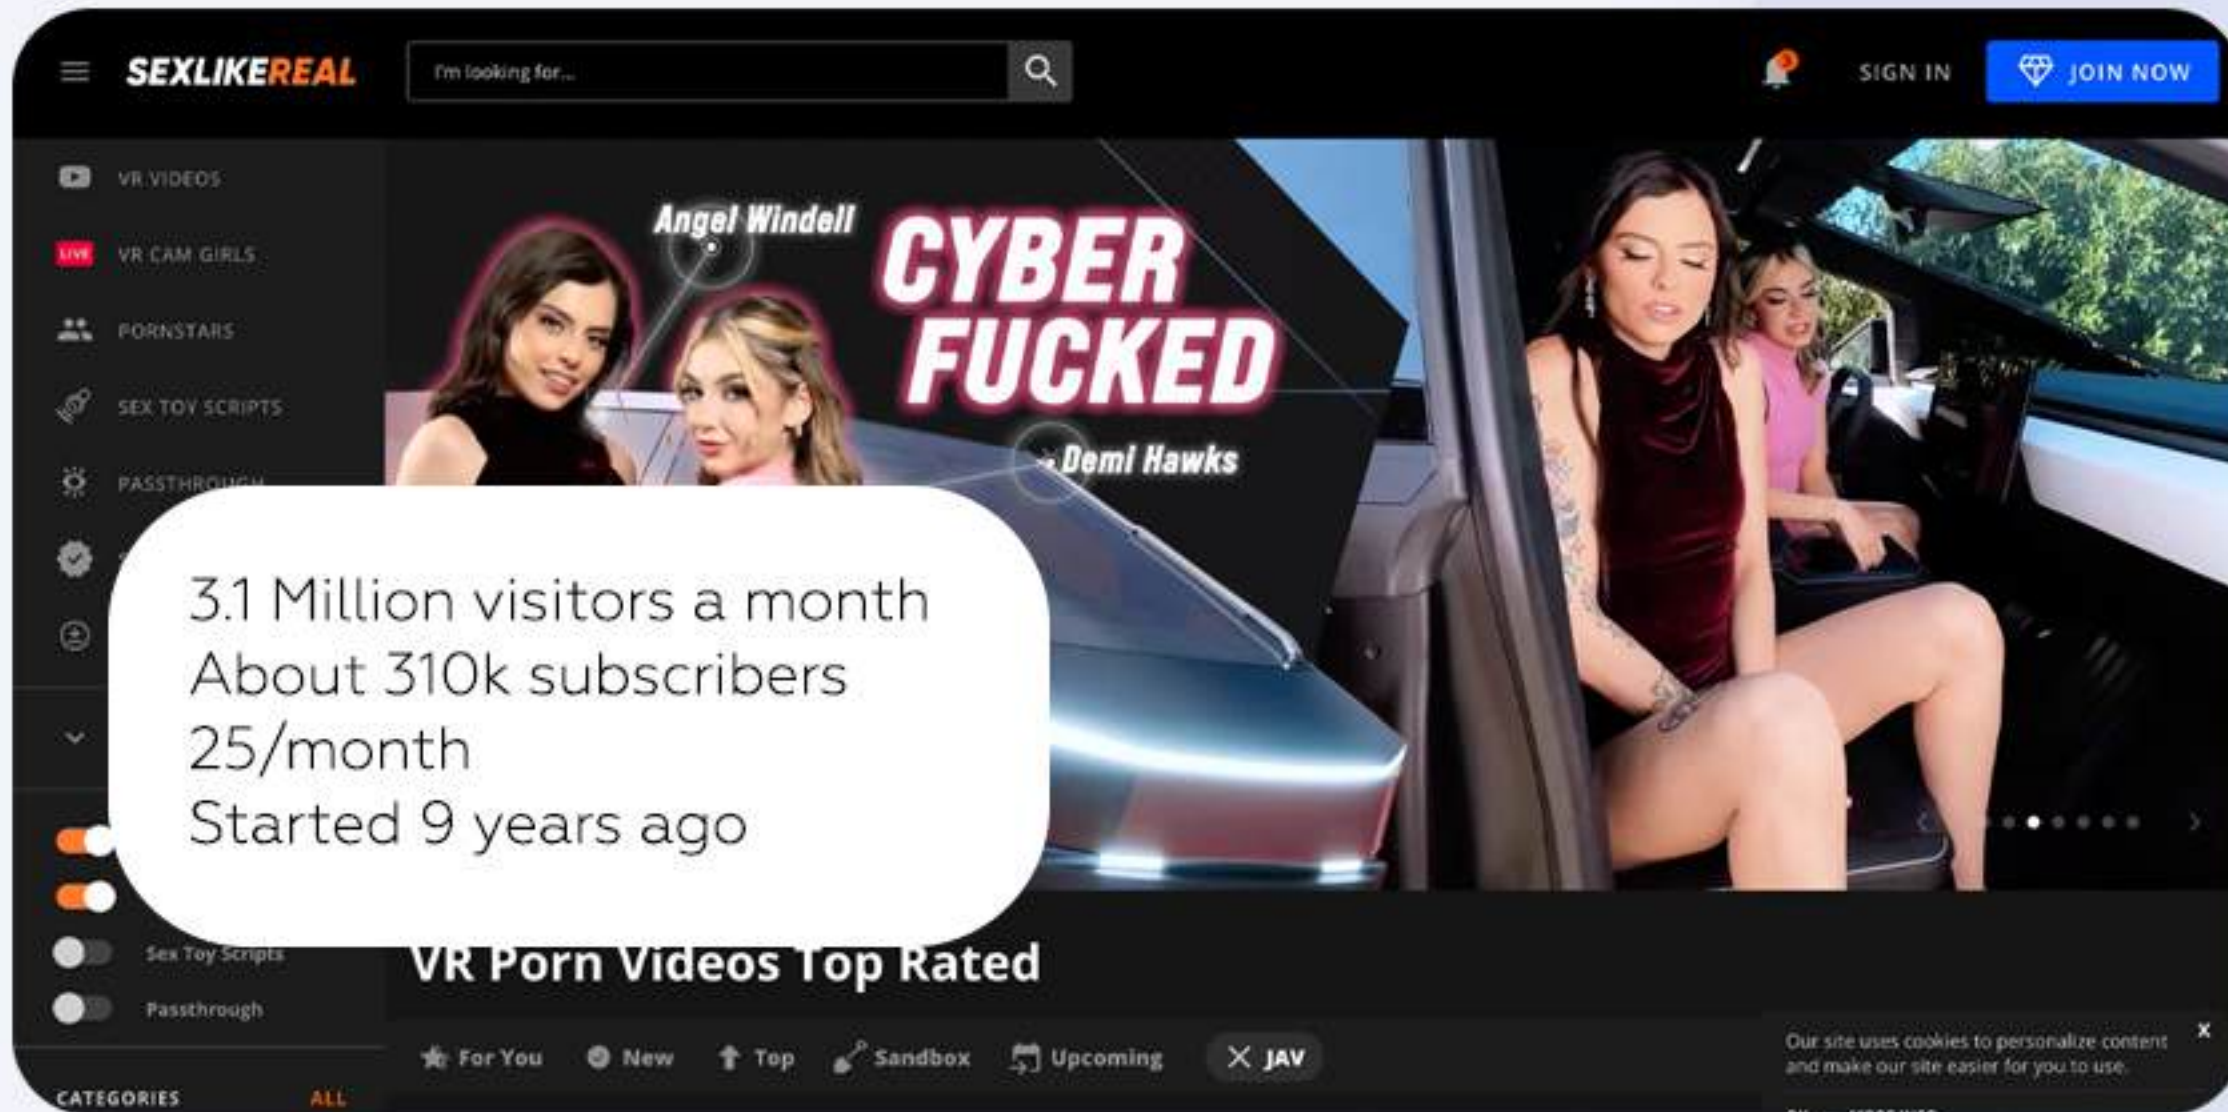 SEXLIKEREAL
I'm looking for...
SIGN IN
JOIN NOW
VR VIDEOS
LIVE VR CAM GIRLS
PORNSTARS
SEX TOY SCRIPTS
PASSTHROUGH
Angel Windell
CYBER
FUCKED
Demi Hawks
3.1 Million visitors a month
About 310k subscribers
25/month
Started 9 years ago
Sex Toy Scripts
Passthrough
CATEGORIES ALL
VR Porn Videos Top Rated
For You New Top Sandbox Upcoming JAV
Our site uses cookies to personalize content
and make our site easier for you to use.
x